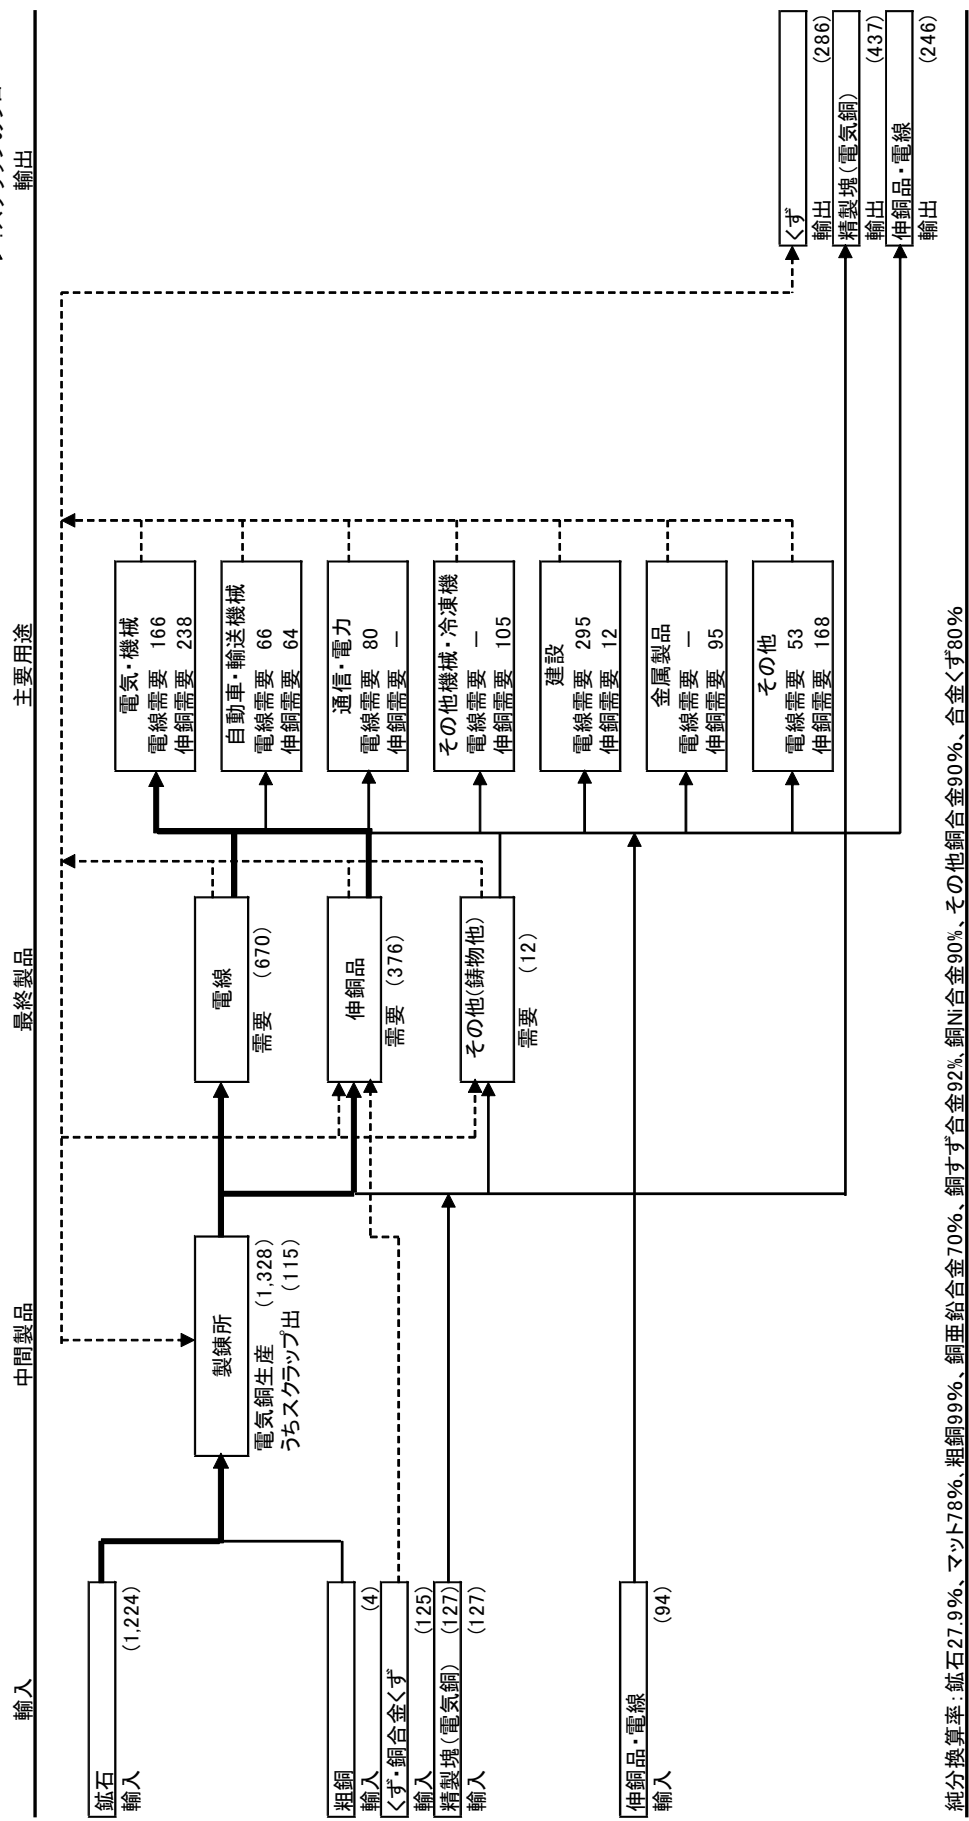 輸入
中間製品
最終製品
主要用途
輸出
鉱石
輸入 (1,224)
粗銅
輸入 (4)
くず・銅合金くず
輸入 (125)
精製塊(電気銅) (127)
輸入 (127)
伸銅品・電線
輸入 (94)
製錬所
電気銅生産 (1,328)
うちスクラップ出 (115)
電線
需要 (670)
伸銅品
需要 (376)
その他(鋳物他)
需要 (12)
電気・機械
電線需要 166
伸銅需要 238
自動車・輸送機械
電線需要 66
伸銅需要 64
通信・電力
電線需要 80
伸銅需要 －
その他機械・冷凍機
電線需要 －
伸銅需要 105
建設
電線需要 295
伸銅需要 12
金属製品
電線需要 －
伸銅需要 95
その他
電線需要 53
伸銅需要 168
くず
輸出 (286)
精製塊(電気銅)
輸出 (437)
伸銅品・電線
輸出 (246)
純分換算率:鉱石27.9%、マット78%、粗銅99%、銅亜鉛合金70%、銅すず合金92%、銅Ni合金90%、その他銅合金90%、合金くず80%